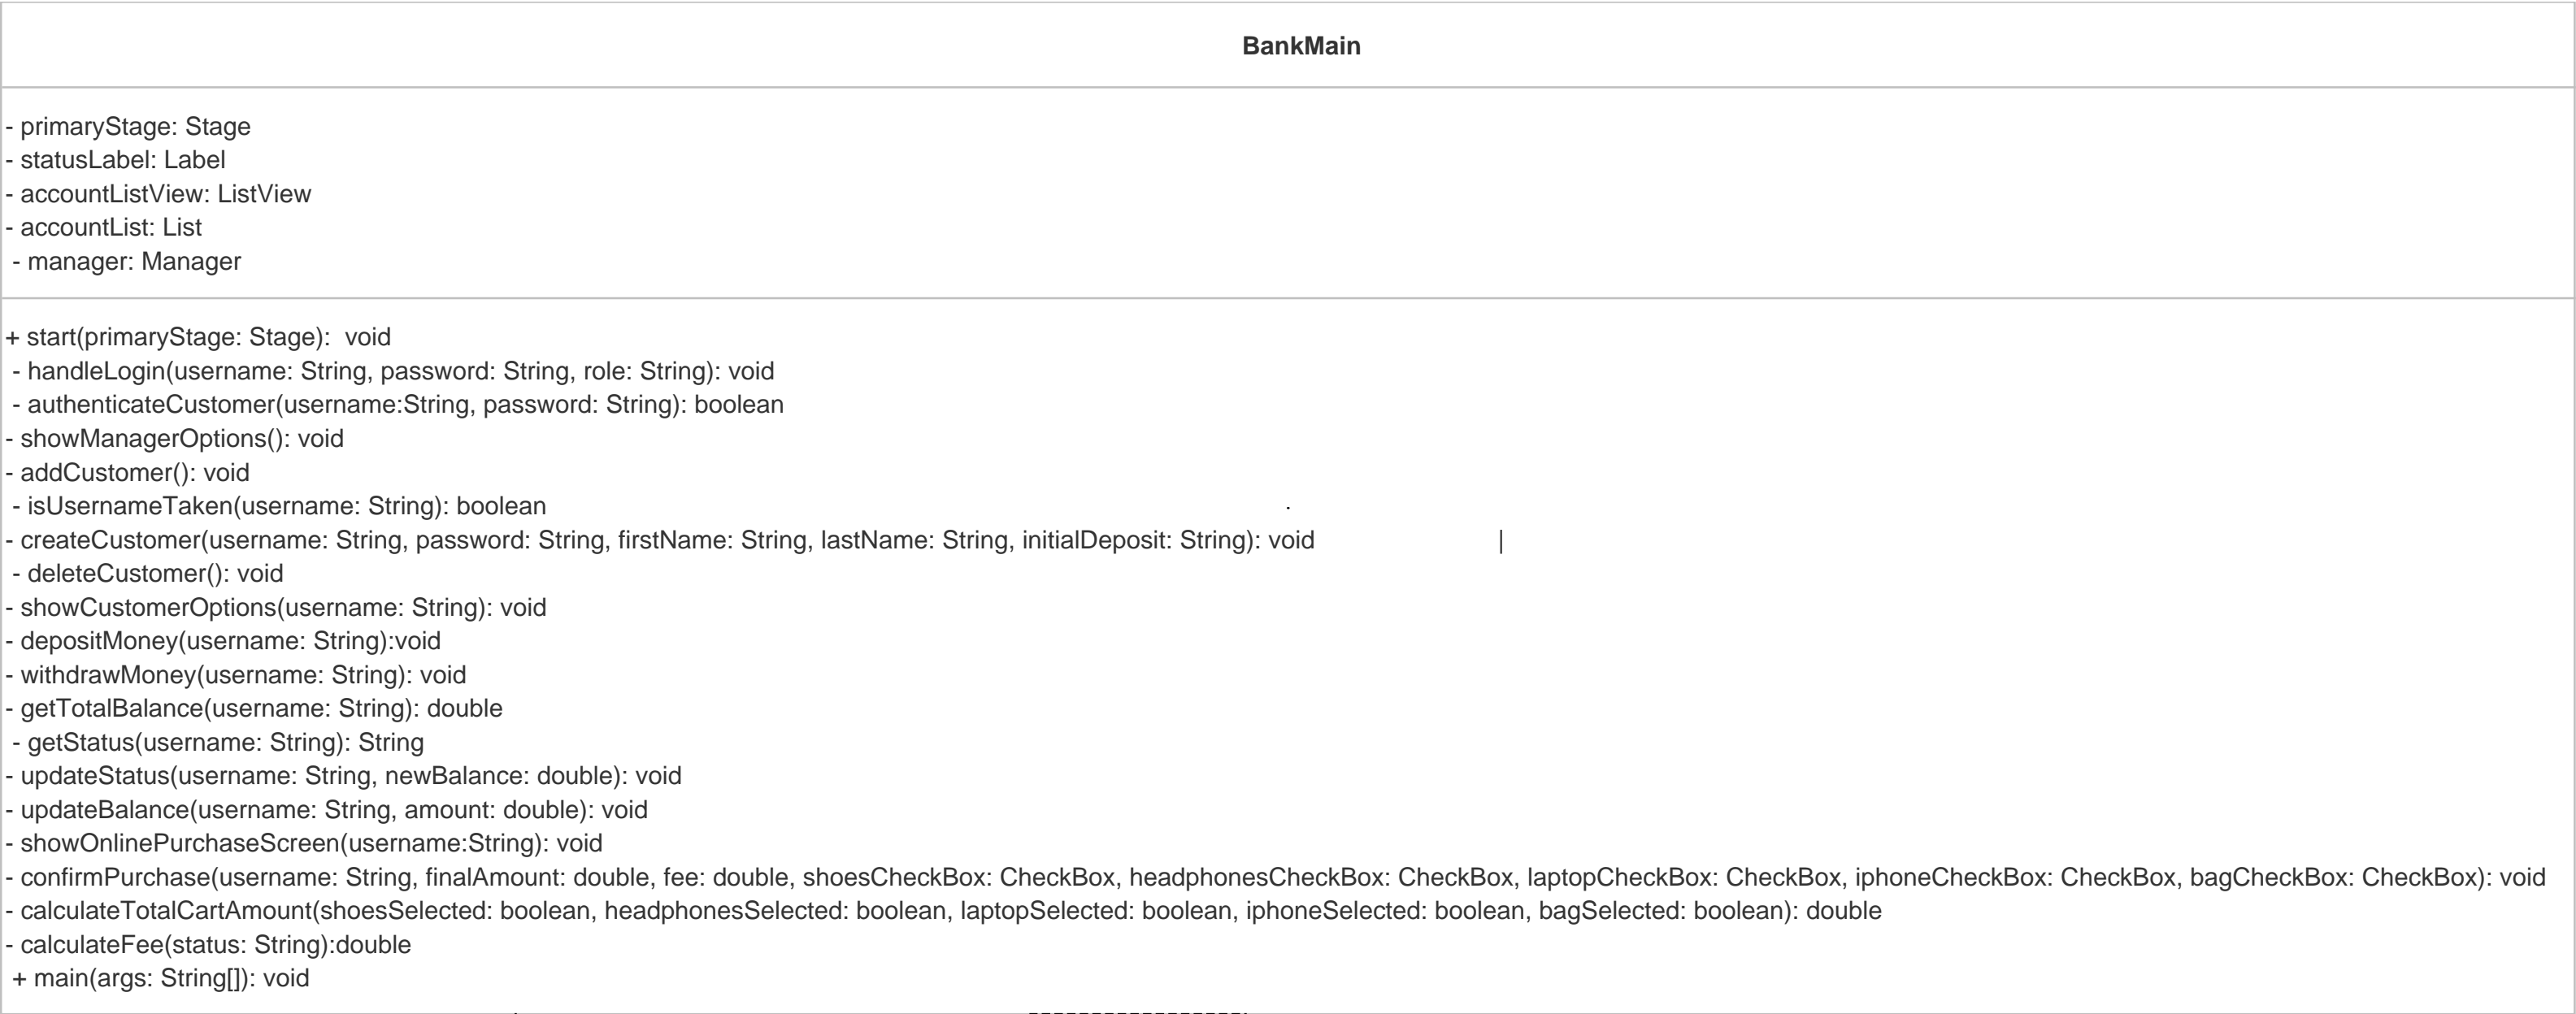 BankMain
- primaryStage: Stage
- statusLabel: Label
- accountListView: ListView
- accountList: List
- manager: Manager
+ start(primaryStage: Stage):  void
- handleLogin(username: String, password: String, role: String): void
- authenticateCustomer(username:String, password: String): boolean
- showManagerOptions(): void
- addCustomer(): void
- isUsernameTaken(username: String): boolean
- createCustomer(username: String, password: String, firstName: String, lastName: String, initialDeposit: String): void |
- deleteCustomer(): void
- showCustomerOptions(username: String): void
- depositMoney(username: String):void
- withdrawMoney(username: String): void
- getTotalBalance(username: String): double
- getStatus(username: String): String
- updateStatus(username: String, newBalance: double): void
- updateBalance(username: String, amount: double): void
- showOnlinePurchaseScreen(username:String): void
- confirmPurchase(username: String, finalAmount: double, fee: double, shoesCheckBox: CheckBox, headphonesCheckBox: CheckBox, laptopCheckBox: CheckBox, iphoneCheckBox: CheckBox, bagCheckBox: CheckBox): void
- calculateTotalCartAmount(shoesSelected: boolean, headphonesSelected: boolean, laptopSelected: boolean, iphoneSelected: boolean, bagSelected: boolean): double
- calculateFee(status: String):double
+ main(args: String[]): void